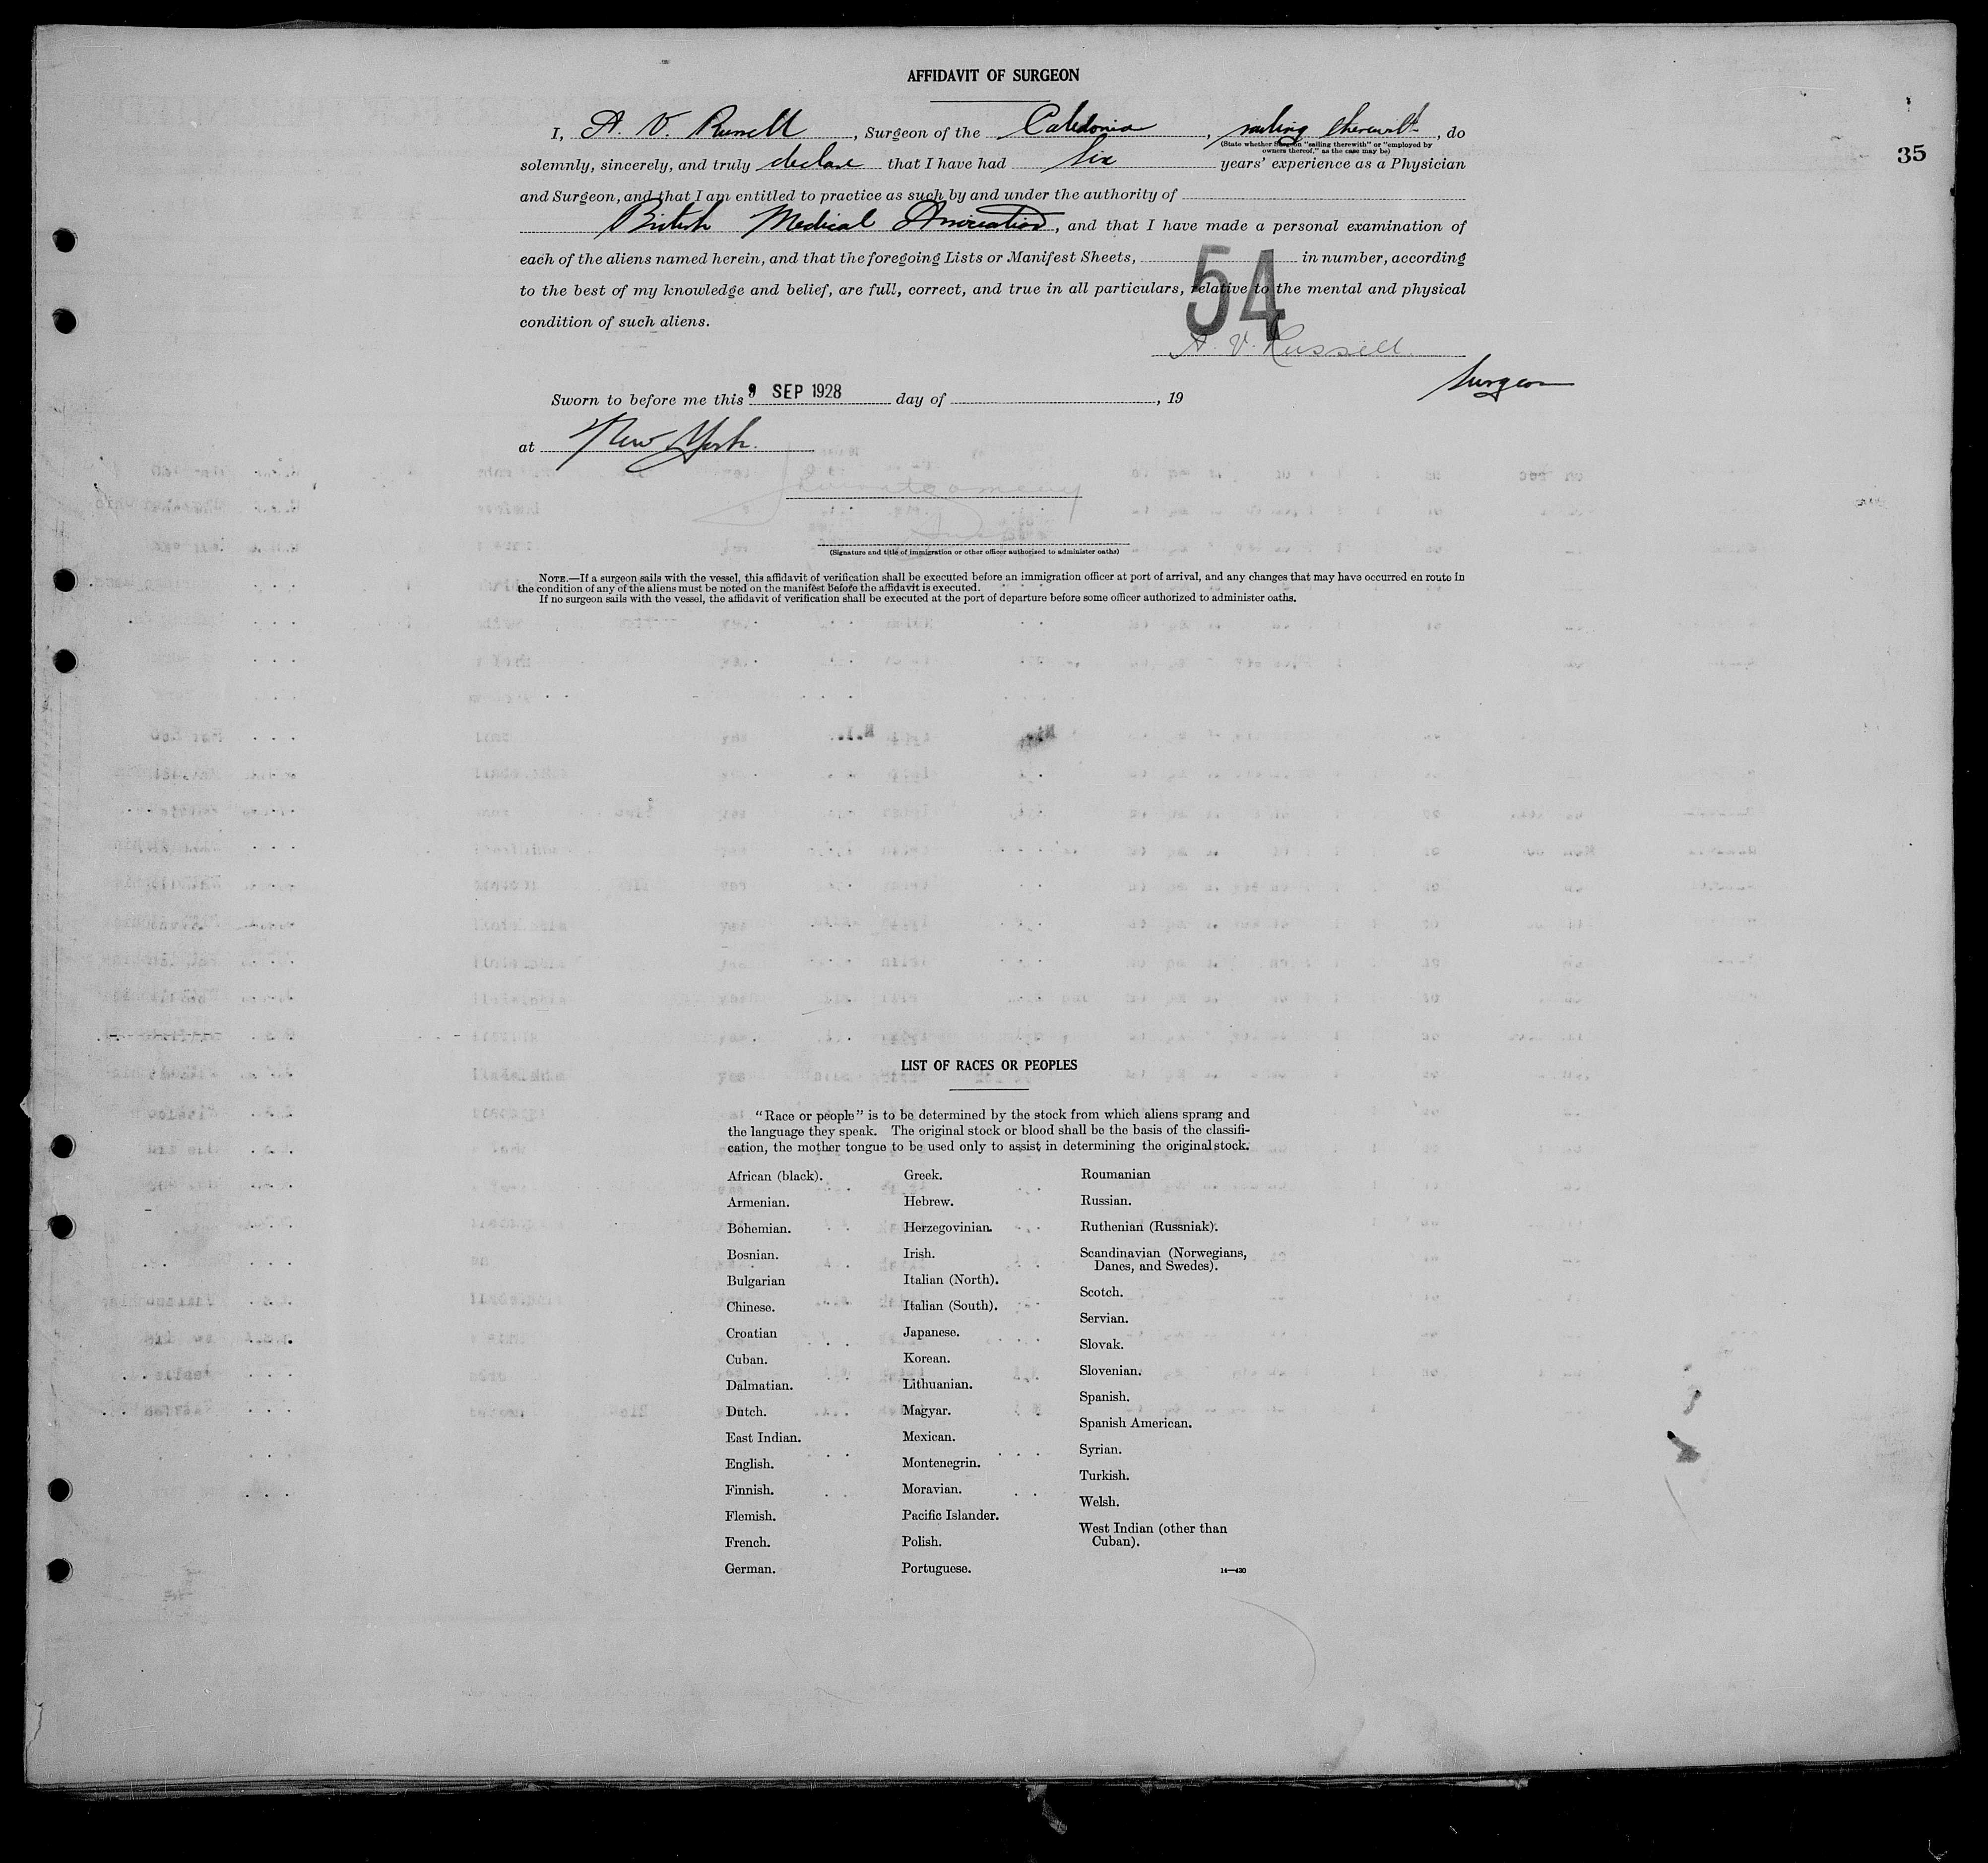 AFFIDAVIT OF SURGEON
I, A. V. Russell, Surgeon of the Caledonia, sailing therewith, do
(State whether Surgeon "sailing therewith" or "employed by
owners thereof," as the case may be)
35
solemnly, sincerely, and truly declare that I have had Six years' experience as a Physician
and Surgeon, and that I am entitled to practice as such by and under the authority of
British Medical Association, and that I have made a personal examination of
each of the aliens named herein, and that the foregoing Lists or Manifest Sheets, 54 in number, according
to the best of my knowledge and belief, are full, correct, and true in all particulars, relative to the mental and physical
condition of such aliens.
A. V. Russell
Surgeon
Sworn to before me this 9 SEP 1928 day of , 19
at New York.
(Signature and title of immigration or other officer authorized to administer oaths)
NOTE.—If a surgeon sails with the vessel, this affidavit of verification shall be executed before an immigration officer at port of arrival, and any changes that may have occurred en route in
the condition of any of the aliens must be noted on the manifest before the affidavit is executed.
If no surgeon sails with the vessel, the affidavit of verification shall be executed at the port of departure before some officer authorized to administer oaths.
LIST OF RACES OR PEOPLES
"Race or people" is to be determined by the stock from which aliens sprang and
the language they speak. The original stock or blood shall be the basis of the classifi-
cation, the mother tongue to be used only to assist in determining the original stock.
African (black).
Armenian.
Bohemian.
Bosnian.
Bulgarian
Chinese.
Croatian
Cuban.
Dalmatian.
Dutch.
East Indian.
English.
Finnish.
Flemish.
French.
German.
Greek.
Hebrew.
Herzegovinian.
Irish.
Italian (North).
Italian (South).
Japanese.
Korean.
Lithuanian.
Magyar.
Mexican.
Montenegrin.
Moravian.
Pacific Islander.
Polish.
Portuguese.
Roumanian
Russian.
Ruthenian (Russniak).
Scandinavian (Norwegians,
Danes, and Swedes).
Scotch.
Servian.
Slovak.
Slovenian.
Spanish.
Spanish American.
Syrian.
Turkish.
Welsh.
West Indian (other than
Cuban).
14—430